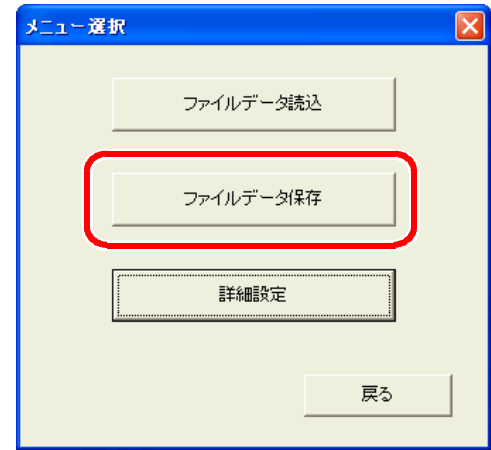 メニュー選択
ファイルデータ読込
ファイルデータ保存
詳細設定
戻る